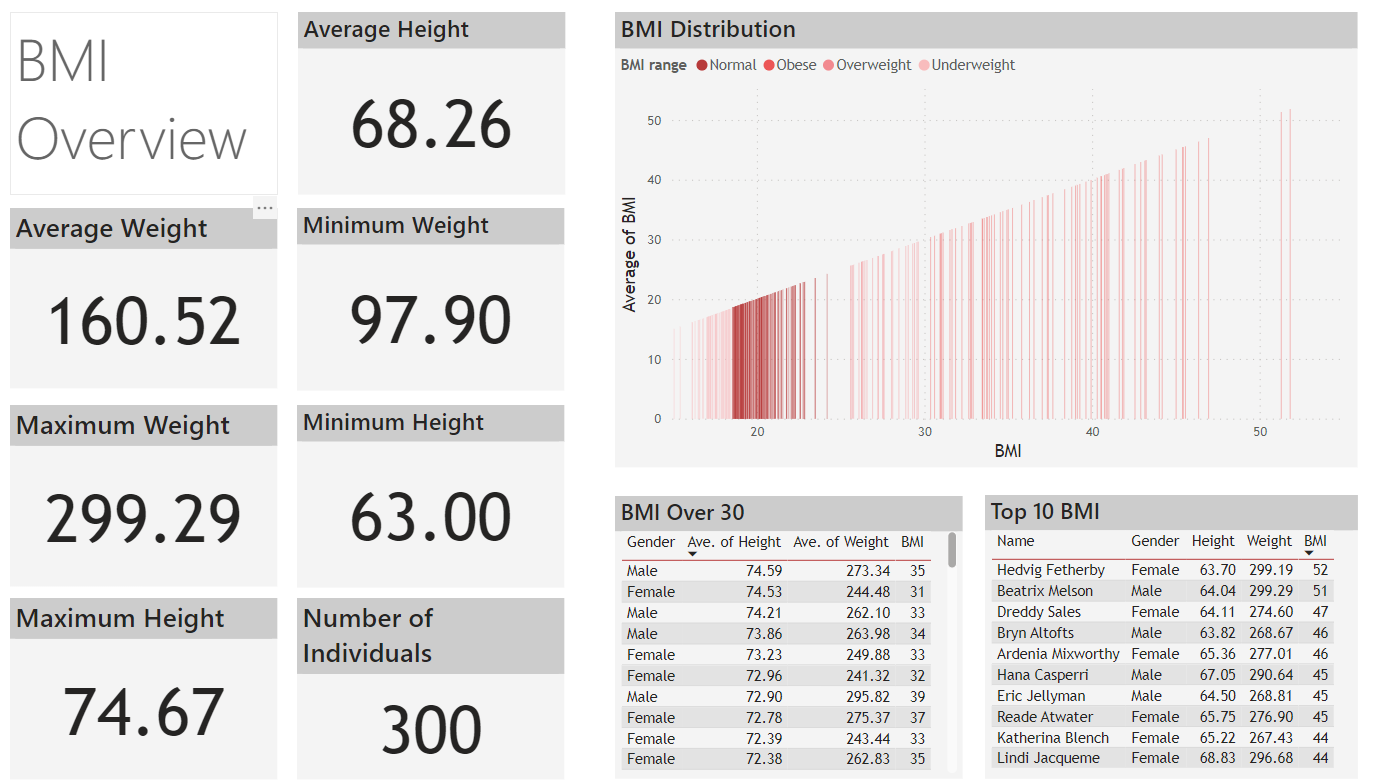 BMI
Overview
Average Height
68.26
...
Average Weight
160.52
Minimum Weight
97.90
Maximum Weight
299.29
Minimum Height
63.00
Maximum Height
74.67
Number of
Individuals
300
BMI Distribution
BMI range Normal Obese Overweight Underweight
Average of BMI
50
40
30
20
10
0
20 30 40 50
BMI
BMI Over 30
Gender Ave. of Height Ave. of Weight BMI
Male 74.59 273.34 35
Female 74.53 244.48 31
Male 74.21 262.10 33
Male 73.86 263.98 34
Female 73.23 249.88 33
Female 72.96 241.32 32
Male 72.90 295.82 39
Female 72.78 275.37 37
Female 72.39 243.44 33
Female 72.38 262.83 35
Top 10 BMI
Name Gender Height Weight BMI
Hedvig Fetherby Female 63.70 299.19 52
Beatrix Melson Male 64.04 299.29 51
Dreddy Sales Female 64.11 274.60 47
Bryn Altofts Male 63.82 268.67 46
Ardenia Mixworthy Female 65.36 277.01 46
Hana Casperri Male 67.05 290.64 45
Eric Jellyman Male 64.50 268.81 45
Reade Atwater Female 65.75 276.90 45
Katherina Blench Female 65.22 267.43 44
Lindi Jacqueme Female 68.83 296.68 44